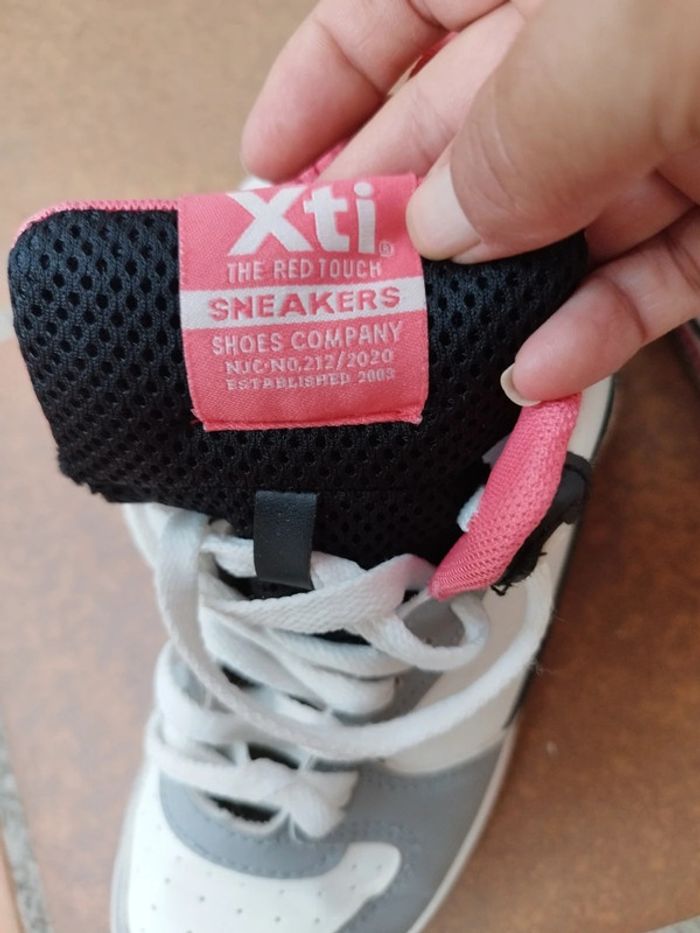 Xti®
THE RED TOUCH
SNEAKERS
SHOES COMPANY
NJC·NO,212/2020
ESTABLISHED 2003